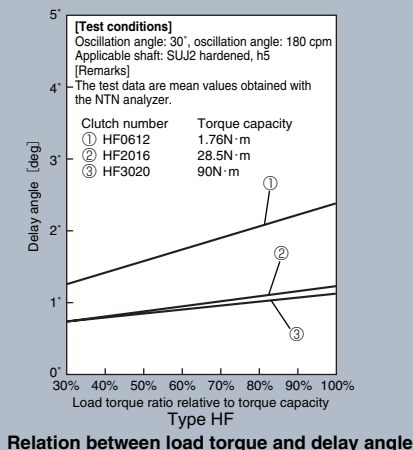 5°
[Test conditions]
Oscillation angle: 30°, oscillation angle: 180 cpm
Applicable shaft: SUJ2 hardened, h5
[Remarks]
The test data are mean values obtained with
the NTN analyzer.
Clutch number Torque capacity
① HF0612 1.76N·m
② HF2016 28.5N·m
③ HF3020 90N·m
4°
3°
2°
1°
0°
Delay angle [deg]
①
②
③
30% 40% 50% 60% 70% 80% 90% 100%
Load torque ratio relative to torque capacity
Type HF
Relation between load torque and delay angle